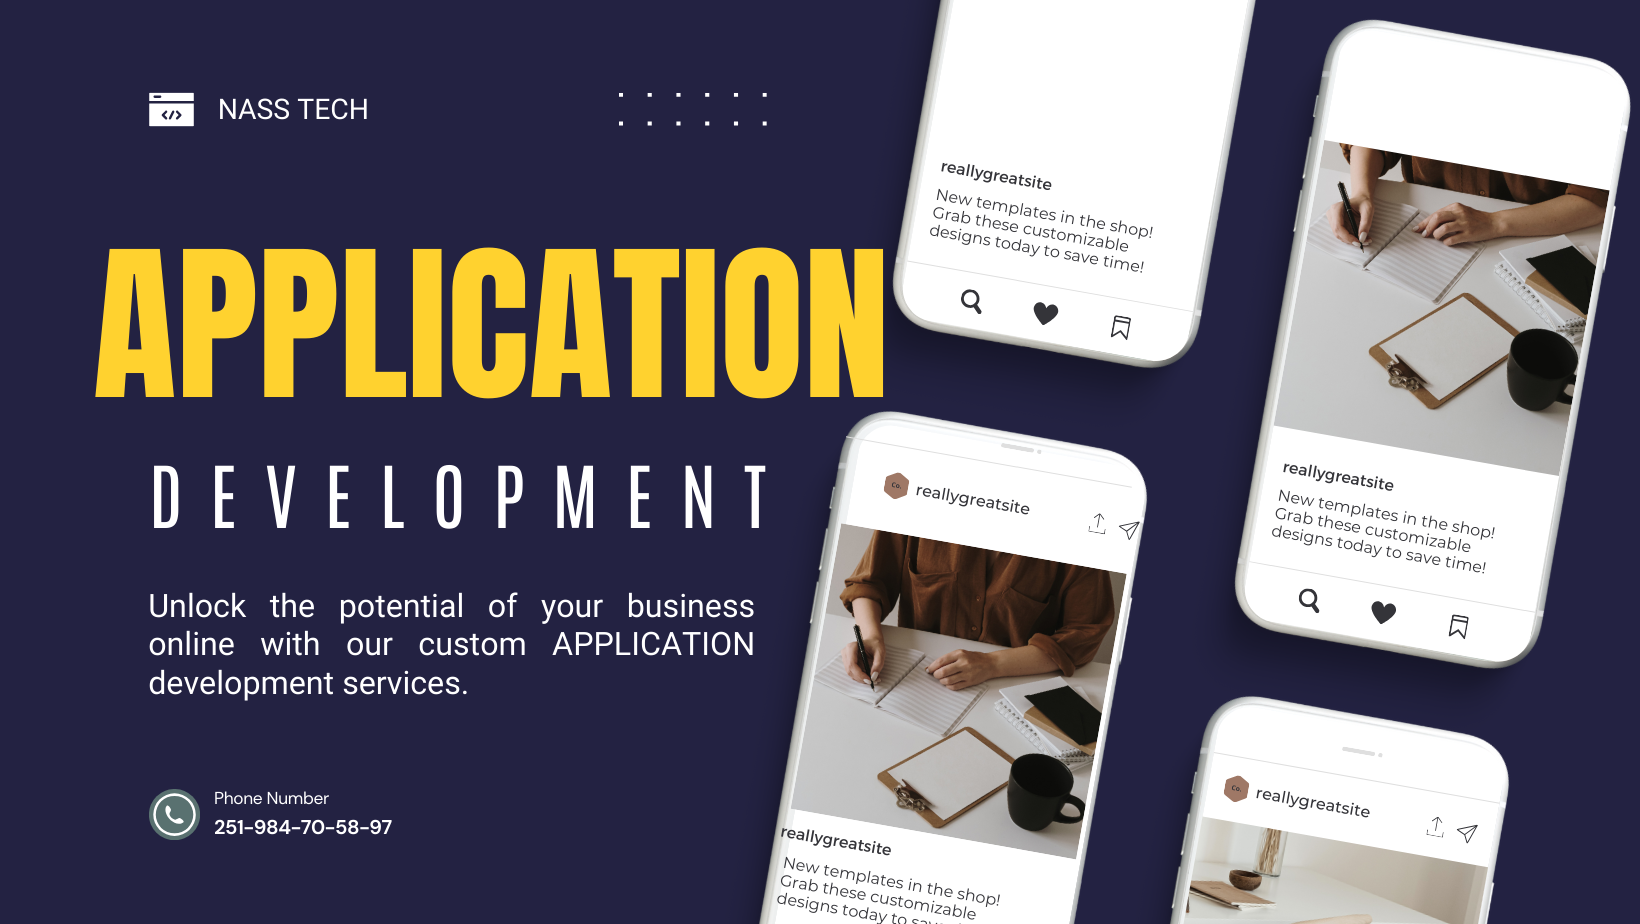 NASS TECH
APPLICATION
DEVELOPMENT
Unlock the potential of your business
online with our custom APPLICATION
development services.
Phone Number
251-984-70-58-97
reallygreatsite
New templates in the shop!
Grab these customizable
designs today to save time!
reallygreatsite
New templates in the shop!
Grab these customizable
designs today to save time!
Co.
reallygreatsite
reallygreatsite
New templates in the shop!
Grab these customizable
designs today to save
Co.
reallygreatsite